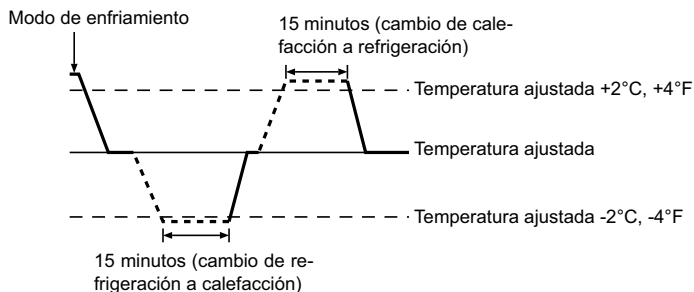 Modo de enfriamiento
15 minutos (cambio de cale-
facción a refrigeración)
Temperatura ajustada +2°C, +4°F
Temperatura ajustada
Temperatura ajustada -2°C, -4°F
15 minutos (cambio de re-
frigeración a calefacción)